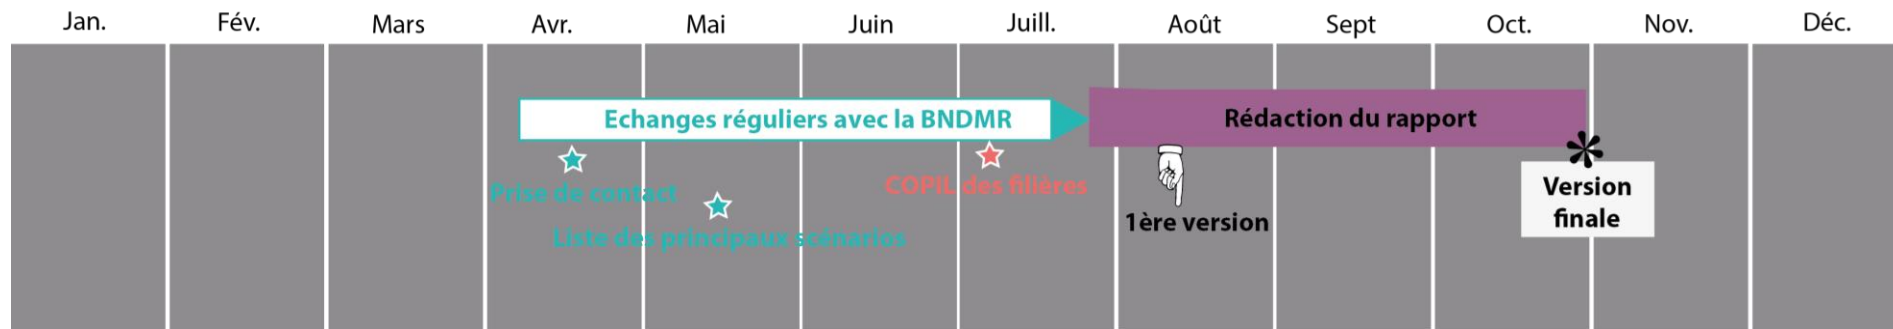 Jan. Fév. Mars Avr. Mai Juin Juill. Août Sept Oct. Nov. Déc.
Echanges réguliers avec la BNDMR
Rédaction du rapport
Prise de contact
COPIL des filières
Liste des principaux scénarios
1ère version
Version
finale